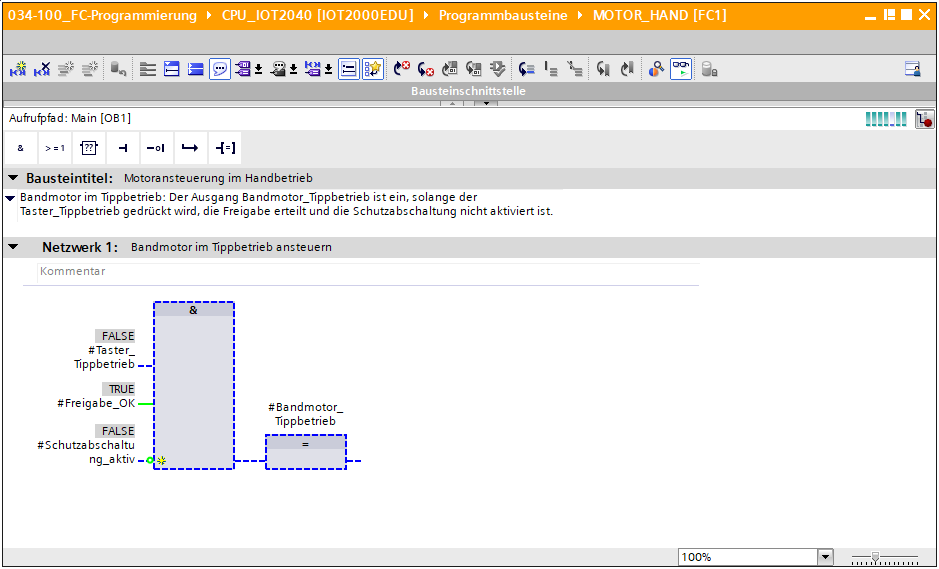 034-100_FC-Programmierung › CPU_IOT2040 [IOT2000EDU] › Programmbausteine › MOTOR_HAND [FC1]
Bausteinschnittstelle
Aufrufpfad: Main [OB1]
& >=1 ??
Bausteintitel: Motoransteuerung im Handbetrieb
Bandmotor im Tippbetrieb: Der Ausgang Bandmotor_Tippbetrieb ist ein, solange der
Taster_Tippbetrieb gedrückt wird, die Freigabe erteilt und die Schutzabschaltung nicht aktiviert ist.
Netzwerk 1: Bandmotor im Tippbetrieb ansteuern
Kommentar
&
FALSE
#Taster_
Tippbetrieb
TRUE
#Freigabe_OK
FALSE
#Schutzabschaltu
ng_aktiv
#Bandmotor_
Tippbetrieb
=
100%